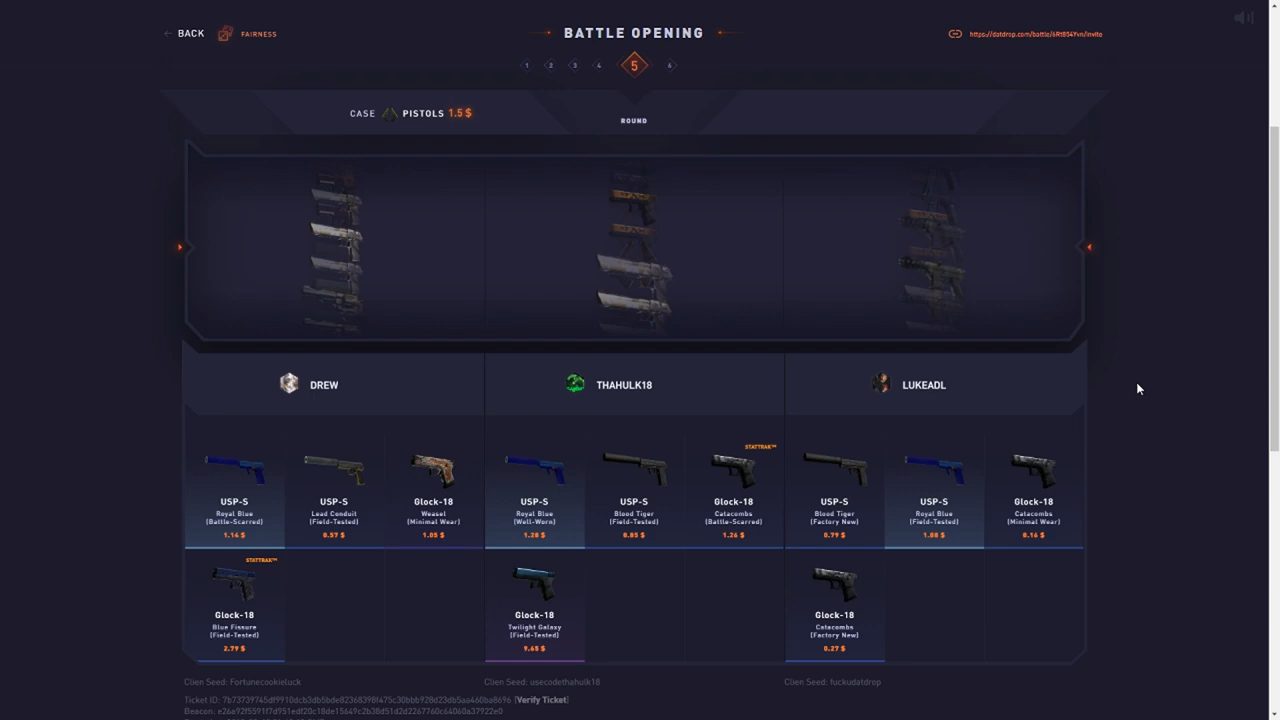 ← BACK
FAIRNESS
BATTLE OPENING
https://datdrop.com/battle/6Rt854Yvn/invite
1 2 3 4 5 6
CASE PISTOLS 1.5 $
ROUND
DREW
THAHULK18
LUKEADL
USP-S
Royal Blue
(Battle-Scarred)
1.14 $
USP-S
Lead Conduit
(Field-Tested)
0.57 $
Glock-18
Weasel
(Minimal Wear)
1.05 $
STATTRAK™
Glock-18
Blue Fissure
(Field-Tested)
2.79 $
USP-S
Royal Blue
(Well-Worn)
1.28 $
USP-S
Blood Tiger
(Field-Tested)
0.85 $
STATTRAK™
Glock-18
Catacombs
(Battle-Scarred)
1.26 $
Glock-18
Twilight Galaxy
(Field-Tested)
9.65 $
USP-S
Blood Tiger
(Factory New)
0.79 $
USP-S
Royal Blue
(Field-Tested)
1.08 $
Glock-18
Catacombs
(Minimal Wear)
0.16 $
Glock-18
Catacombs
(Factory New)
0.27 $
Clien Seed: Fortunecookieluck
Clien Seed: usecodethahulk18
Clien Seed: fuckudatdrop
Ticket ID: 7b73739745df9910dcb3db5bde82368398f475c30bbb928d23db5aa460ba8696 (Verify Ticket)
Beacon: e26a92f5591f7d951edf20c18de15649c2b38d51d2d2267760c64060a37922e0